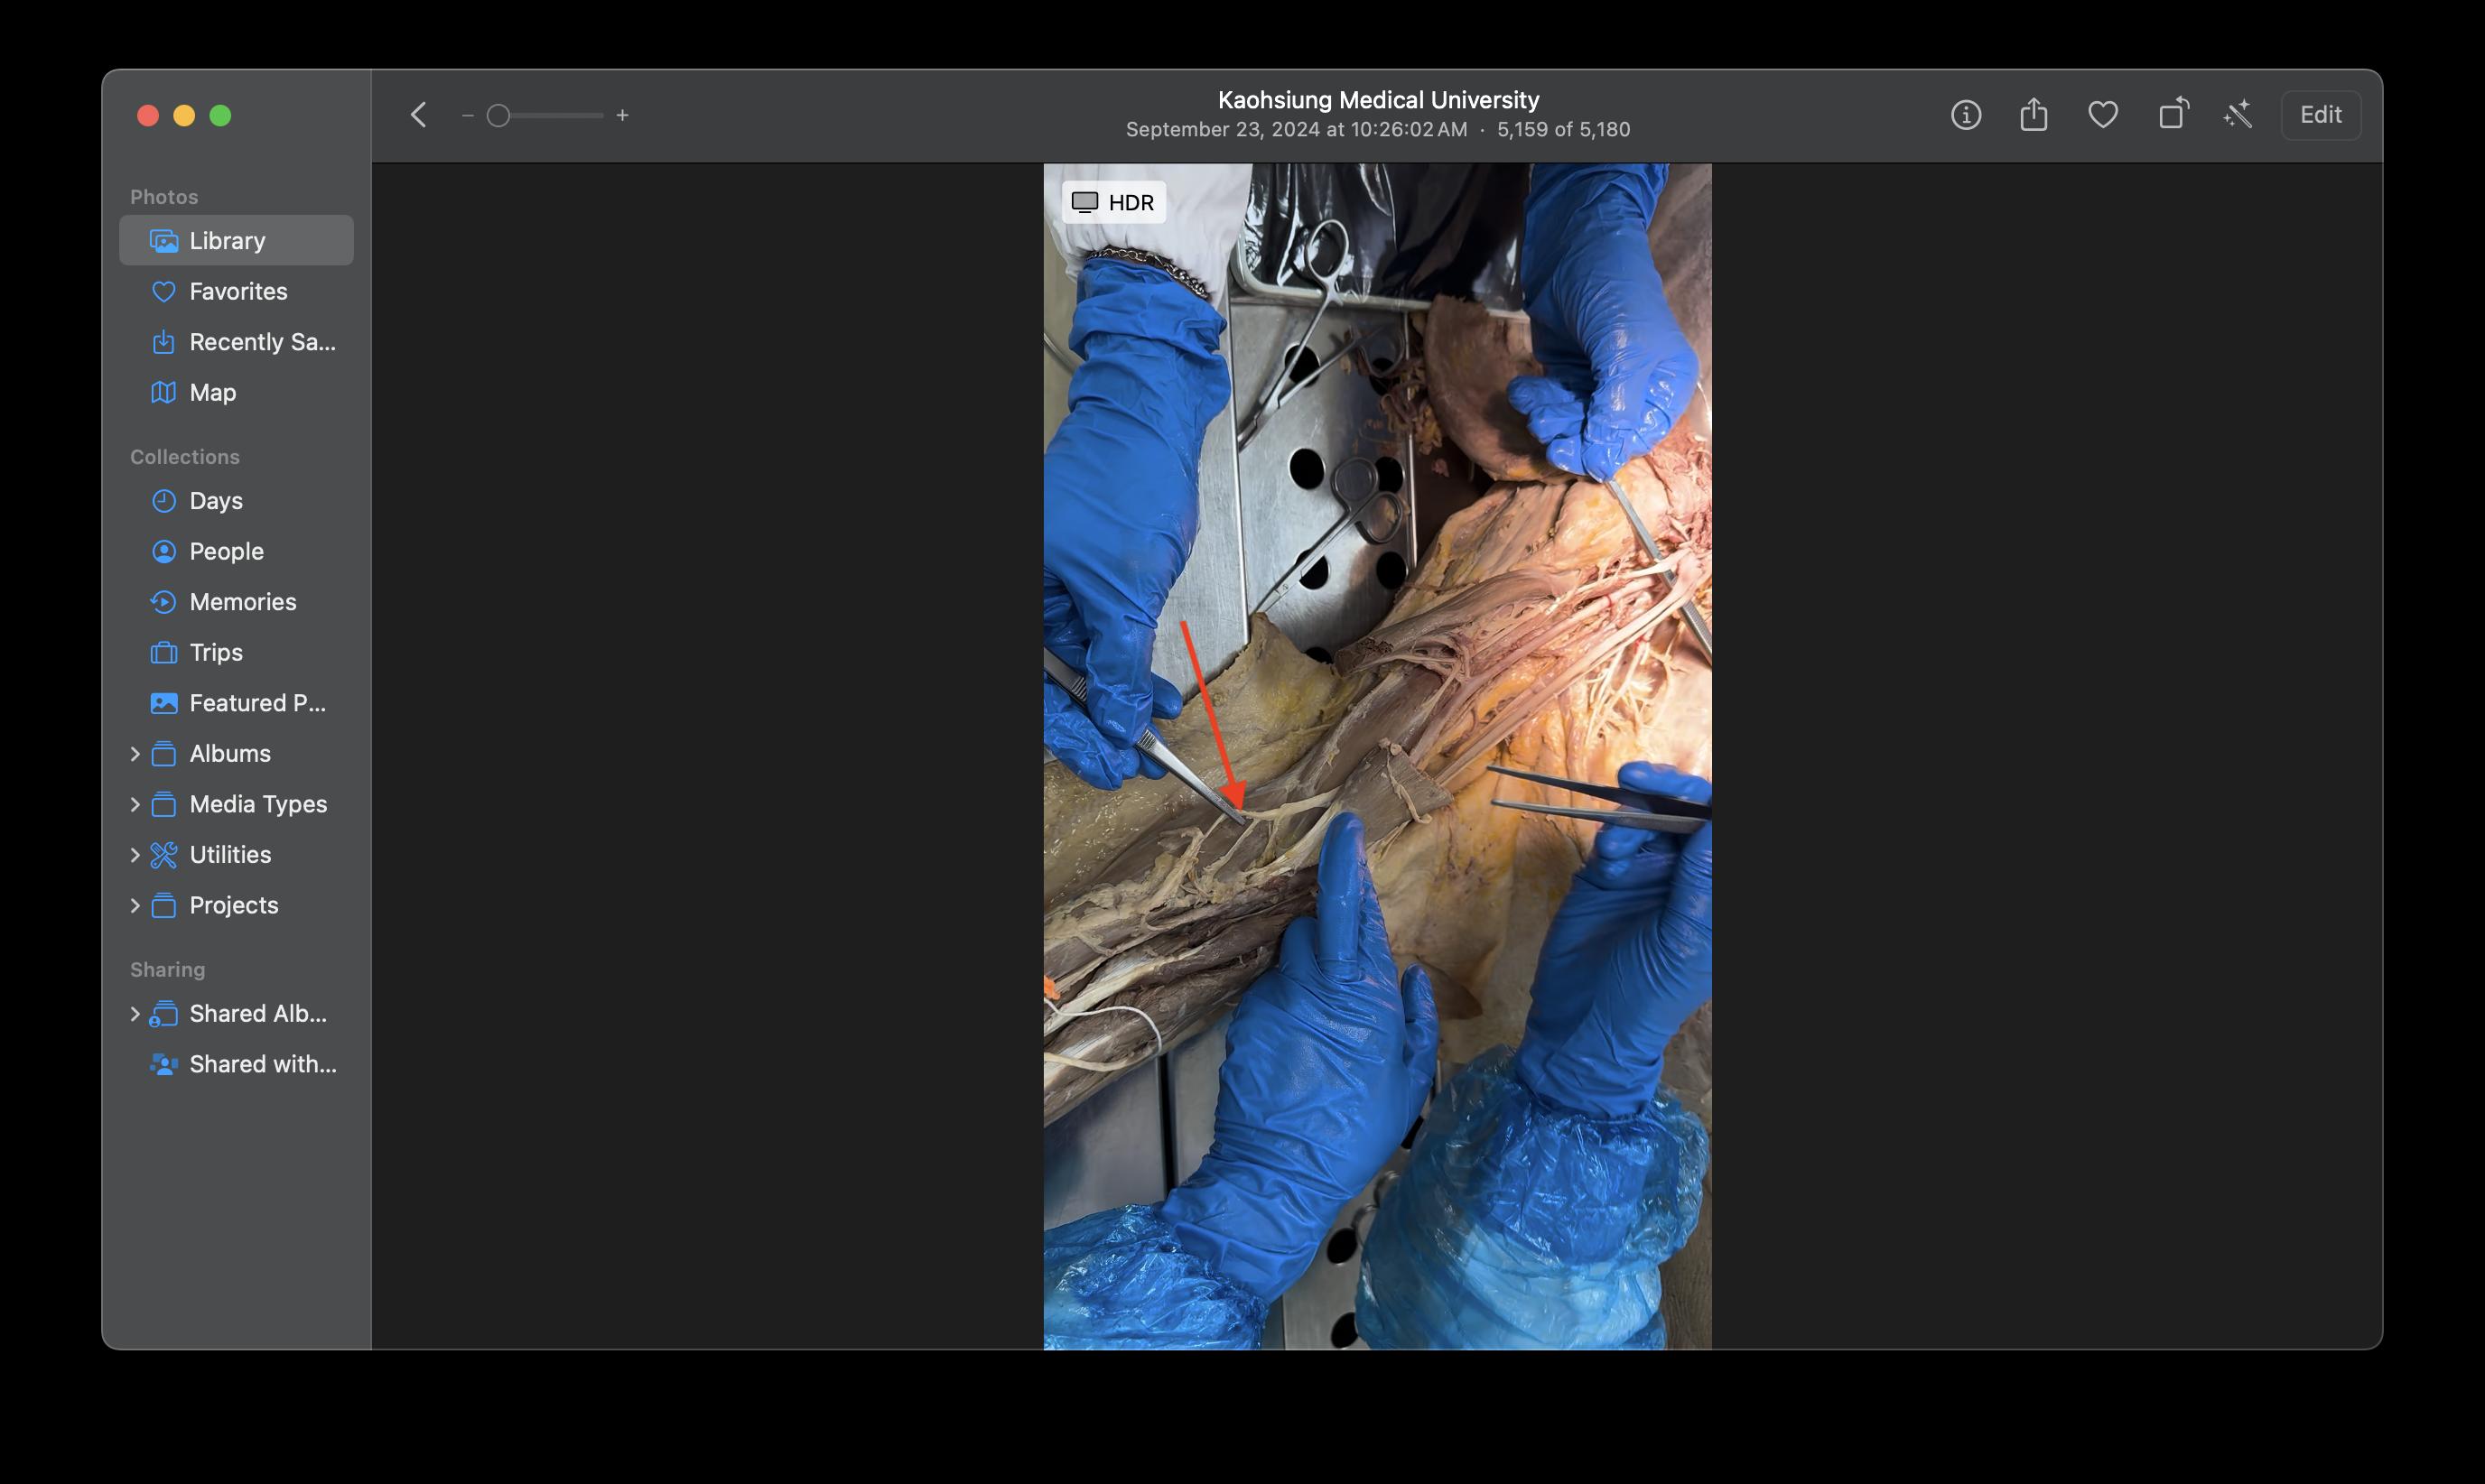 Kaohsiung Medical University
September 23, 2024 at 10:26:02 AM · 5,159 of 5,180
Edit
HDR
Photos
Library
Favorites
Recently Sa...
Map
Collections
Days
People
Memories
Trips
Featured P...
Albums
Media Types
Utilities
Projects
Sharing
Shared Alb...
Shared with...